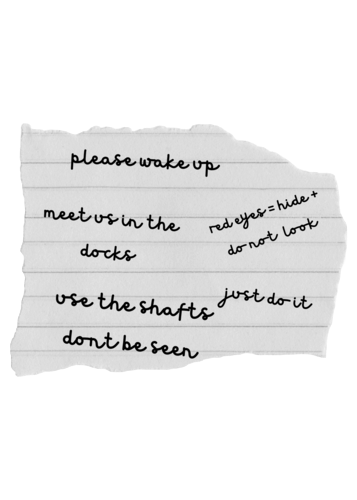 please wake up
meet us in the
docks
red eyes = hide +
do not look
use the shafts
just do it
dont be seen